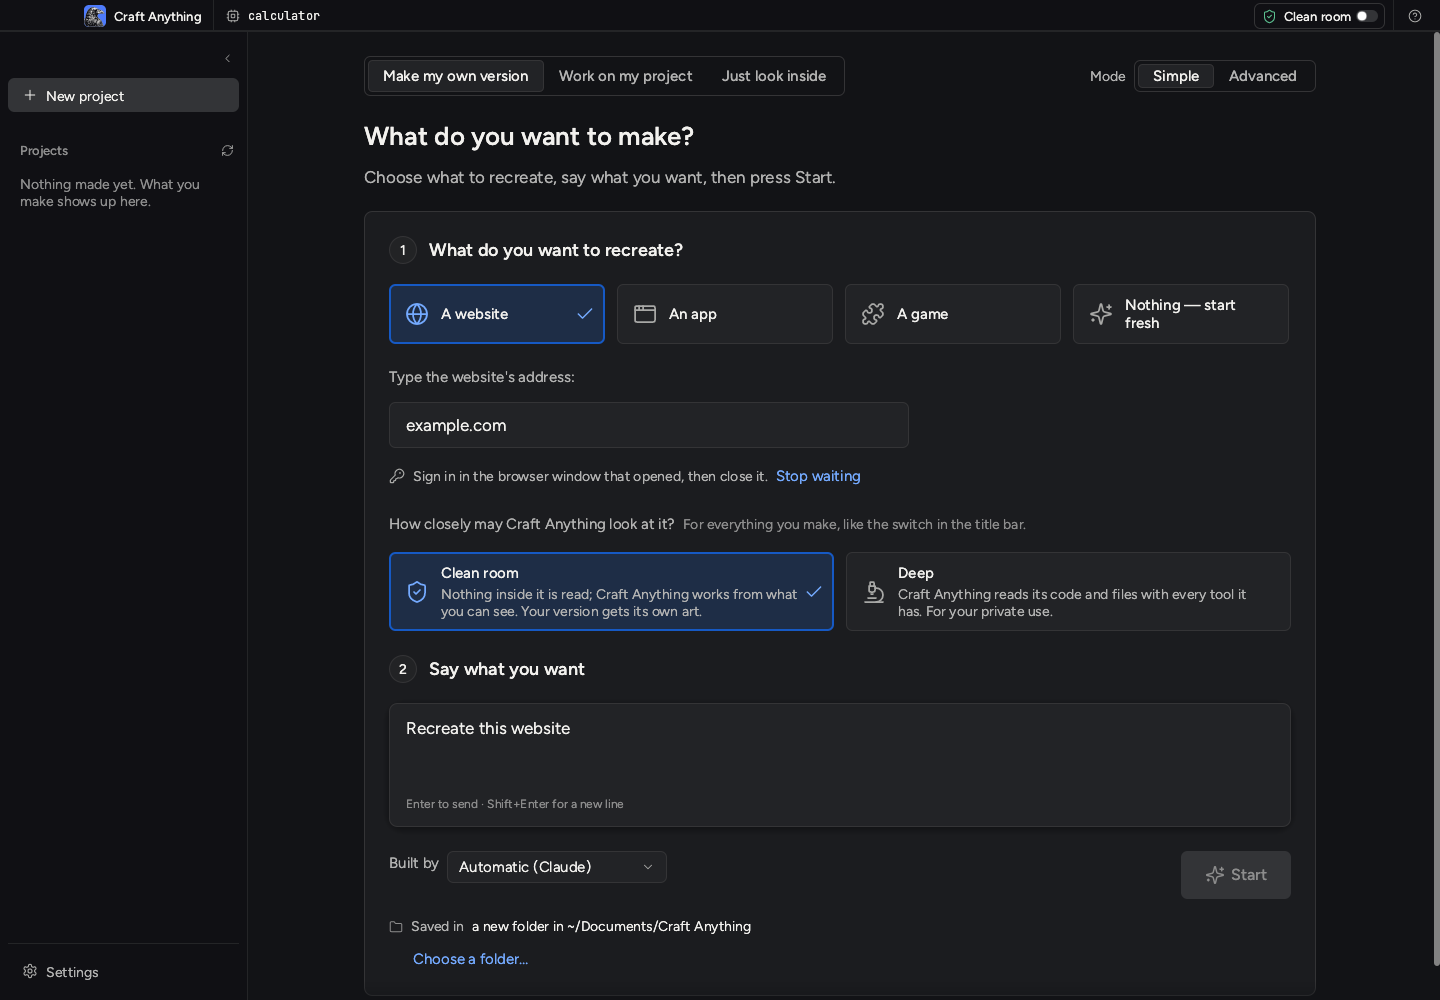 Craft Anything
calculator
Clean room
New project
Projects
Nothing made yet. What you
make shows up here.
Settings
Make my own version
Work on my project
Just look inside
Mode
Simple
Advanced
What do you want to make?
Choose what to recreate, say what you want, then press Start.
1
What do you want to recreate?
A website
An app
A game
Nothing — start
fresh
Type the website's address:
example.com
Sign in in the browser window that opened, then close it. Stop waiting
How closely may Craft Anything look at it? For everything you make, like the switch in the title bar.
Clean room
Nothing inside it is read; Craft Anything works from what
you can see. Your version gets its own art.
Deep
Craft Anything reads its code and files with every tool it
has. For your private use.
2
Say what you want
Recreate this website
Enter to send · Shift+Enter for a new line
Built by
Automatic (Claude)
Start
Saved in a new folder in ~/Documents/Craft Anything
Choose a folder...